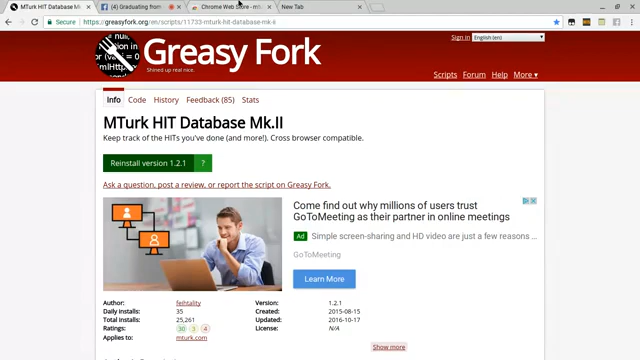 MTurk HIT Database Mk
(4) Graduating from
Chrome Web Store - mT
New Tab
Secure
https://greasyfork.org/en/scripts/11733-mturk-hit-database-mk-ii
Greasy Fork
Shined up real nice.
Sign in
English (en)
Scripts Forum Help More ▾
Info Code History Feedback (85) Stats
MTurk HIT Database Mk.II
Keep track of the HITs you've done (and more!). Cross browser compatible.
Reinstall version 1.2.1 ?
Ask a question, post a review, or report the script on Greasy Fork.
Come find out why millions of users trust
GoToMeeting as their partner in online meetings
Ad Simple screen-sharing and HD video are just a few reasons ...
GoToMeeting
Learn More
Author: feihtality Version: 1.2.1
Daily installs: 35 Created: 2015-08-15
Total installs: 25,261 Updated: 2016-10-17
Ratings: 30 3 4 License: N/A
Applies to: mturk.com
Show more